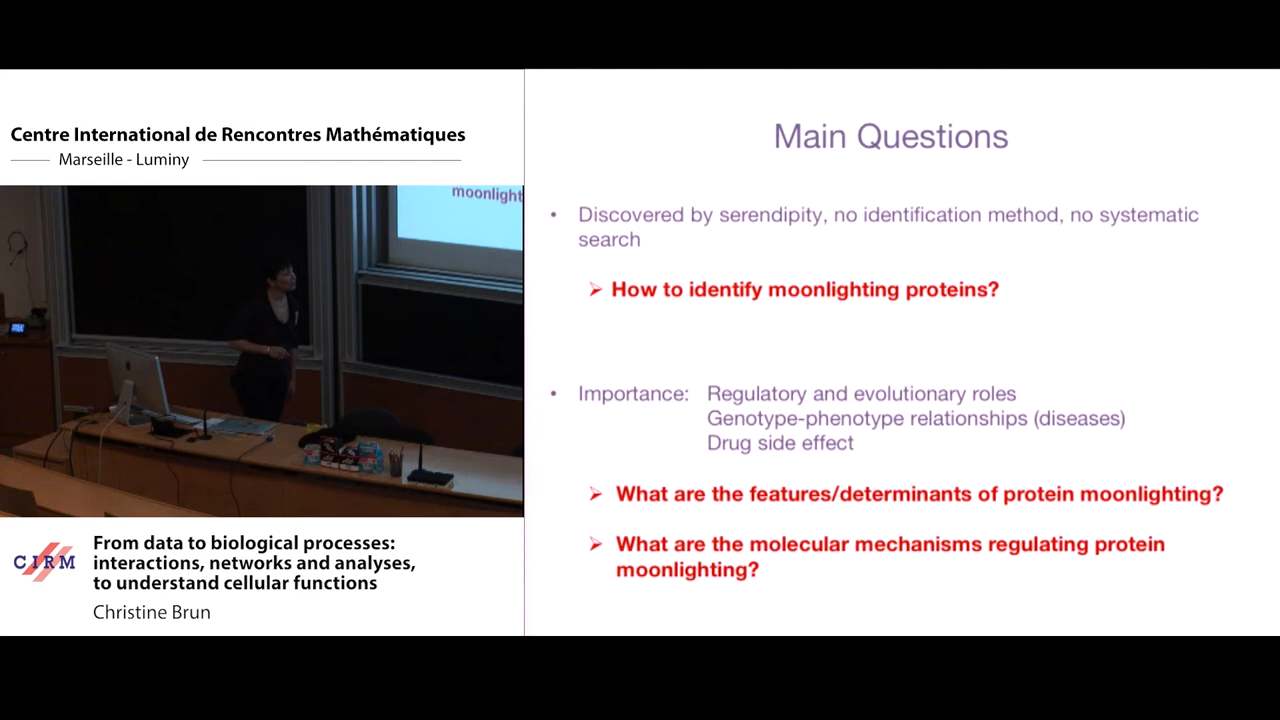 Centre International de Rencontres Mathématiques
Marseille - Luminy
moonlight
CIRM
From data to biological processes:
interactions, networks and analyses,
to understand cellular functions
Christine Brun
Main Questions
• Discovered by serendipity, no identification method, no systematic
search
➢ How to identify moonlighting proteins?
• Importance: Regulatory and evolutionary roles
Genotype-phenotype relationships (diseases)
Drug side effect
➢ What are the features/determinants of protein moonlighting?
➢ What are the molecular mechanisms regulating protein
moonlighting?